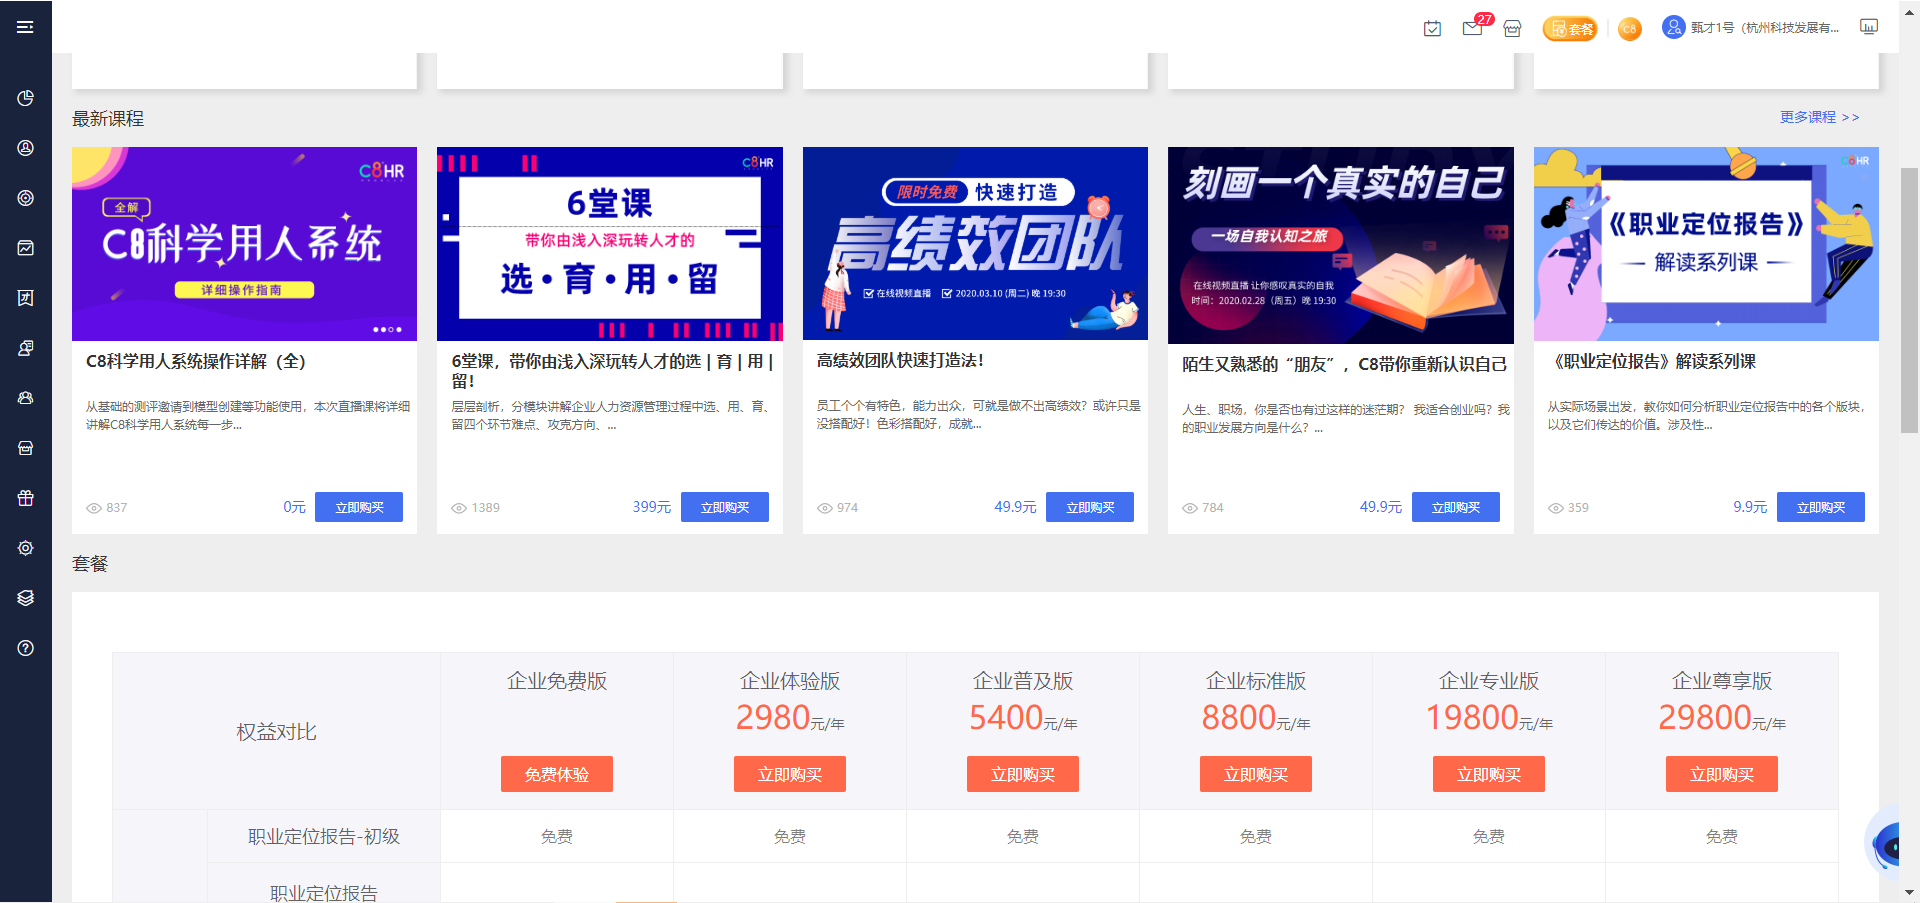 27
套餐
C8
甄才1号（杭州科技发展有...
最新课程
更多课程 >>
C8HR
全解
C8科学用人系统
详细操作指南
C8科学用人系统操作详解（全）
从基础的测评邀请到模型创建等功能使用，本次直播课将详细
讲解C8科学用人系统每一步...
837
0元
立即购买
C8HR
6堂课
带你由浅入深玩转人才的
选·育·用·留
6堂课，带你由浅入深玩转人才的选 | 育 | 用 |
留！
层层剖析，分模块讲解企业人力资源管理过程中选、用、育、
留四个环节难点、攻克方向、...
1389
399元
立即购买
限时免费 快速打造
高绩效团队
在线视频直播 2020.03.10 (周二) 晚 19:30
高绩效团队快速打造法！
员工个个有特色，能力出众，可就是做不出高绩效？或许只是
没搭配好！色彩搭配好，成就...
974
49.9元
立即购买
刻画一个真实的自己
一场自我认知之旅
在线视频直播 让你感叹真实的自我
时间：2020.02.28（周五）晚 19:30
陌生又熟悉的“朋友”，C8带你重新认识自己
人生、职场，你是否也有过这样的迷茫期？ 我适合创业吗？我
的职业发展方向是什么？...
784
49.9元
立即购买
C8HR
《职业定位报告》
解读系列课
《职业定位报告》解读系列课
从实际场景出发，教你如何分析职业定位报告中的各个版块，
以及它们传达的价值。涉及性...
359
9.9元
立即购买
套餐
权益对比
企业免费版
免费体验
企业体验版
2980元/年
立即购买
企业普及版
5400元/年
立即购买
企业标准版
8800元/年
立即购买
企业专业版
19800元/年
立即购买
企业尊享版
29800元/年
立即购买
职业定位报告-初级 免费 免费 免费 免费 免费 免费
职业定位报告